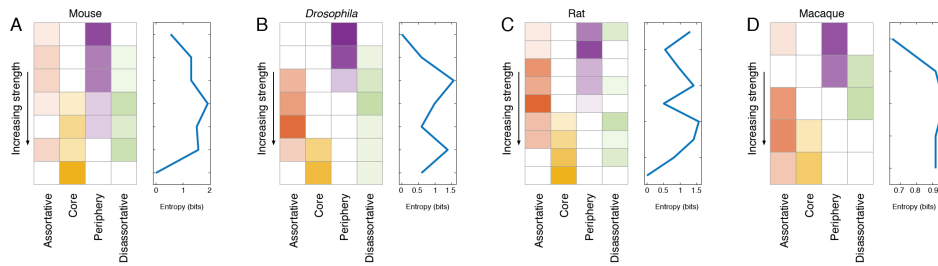 A
Mouse
Increasing strength
Assortative
Core
Periphery
Disassortative
0
1
2
Entropy (bits)
B
Drosophila
Increasing strength
Assortative
Core
Periphery
Disassortative
0
0.5
1
1.5
Entropy (bits)
C
Rat
Increasing strength
Assortative
Core
Periphery
Disassortative
0
0.5
1
1.5
Entropy (bits)
D
Macaque
Increasing strength
Assortative
Core
Periphery
Disassortative
0.7
0.8
0.9
Entropy (bits)